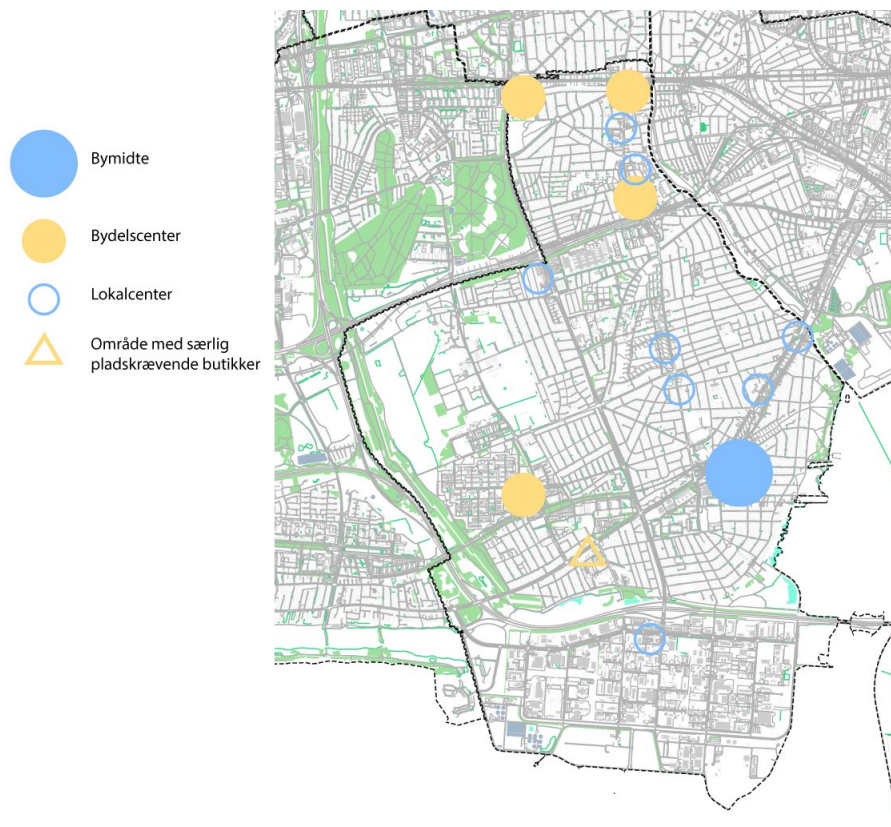 Bymidte
Bydelscenter
Lokalcenter
Område med særlig
pladskrævende butikker